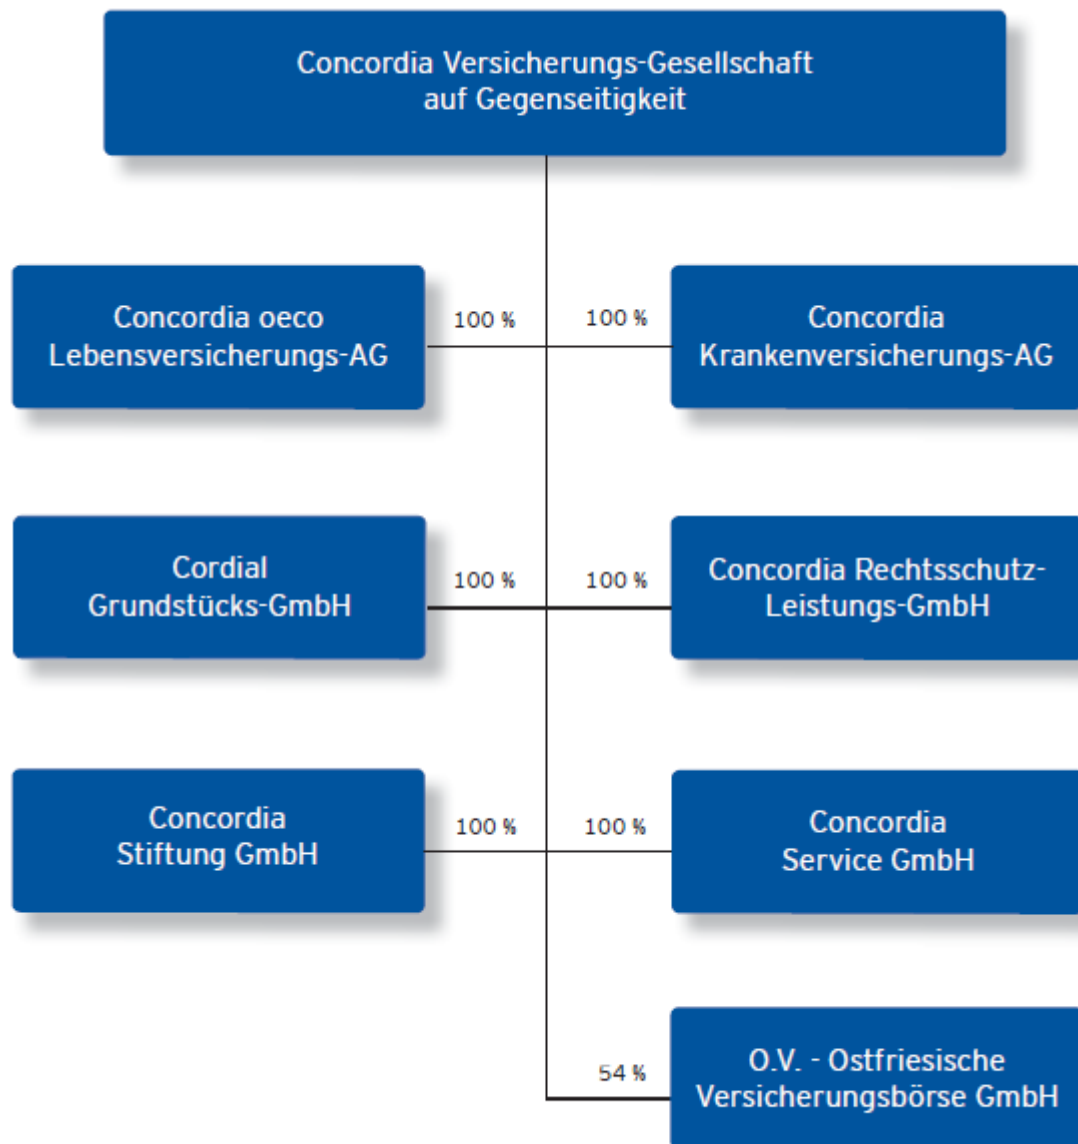 Concordia Versicherungs-Gesellschaft
auf Gegenseitigkeit
Concordia oeco
Lebensversicherungs-AG
100 %
100 %
Concordia
Krankenversicherungs-AG
Cordial
Grundstücks-GmbH
100 %
100 %
Concordia Rechtsschutz-
Leistungs-GmbH
Concordia
Stiftung GmbH
100 %
100 %
Concordia
Service GmbH
54 %
O.V. - Ostfriesische
Versicherungsbörse GmbH